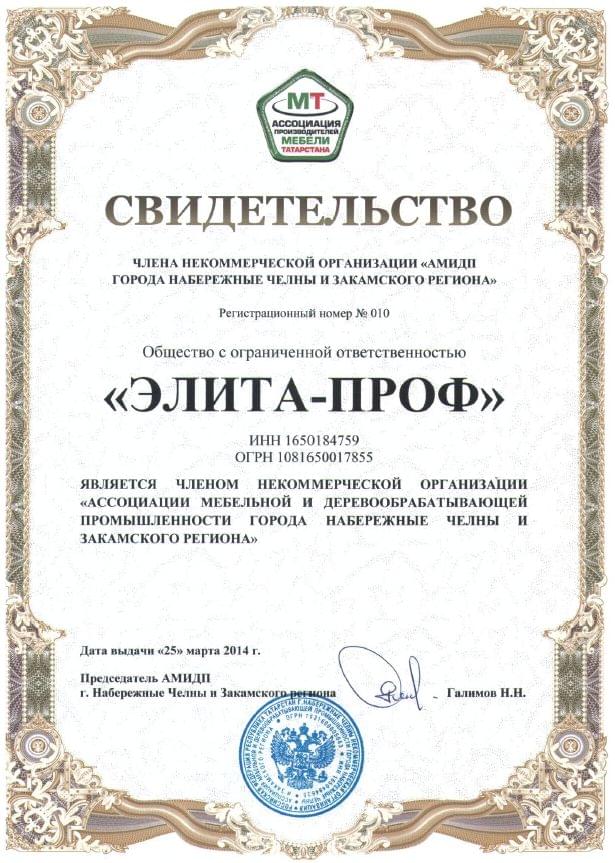 МТ
АССОЦИАЦИЯ
ПРОИЗВОДИТЕЛЕЙ
МЕБЕЛИ
ТАТАРСТАНА
СВИДЕТЕЛЬСТВО
ЧЛЕНА НЕКОММЕРЧЕСКОЙ ОРГАНИЗАЦИИ «АМИДП
ГОРОДА НАБЕРЕЖНЫЕ ЧЕЛНЫ И ЗАКАМСКОГО РЕГИОНА»
Регистрационный номер № 010
Общество с ограниченной ответственностью
«ЭЛИТА-ПРОФ»
ИНН 1650184759
ОГРН 1081650017855
ЯВЛЯЕТСЯ ЧЛЕНОМ НЕКОММЕРЧЕСКОЙ ОРГАНИЗАЦИИ
«АССОЦИАЦИИ МЕБЕЛЬНОЙ И ДЕРЕВООБРАБАТЫВАЮЩЕЙ
ПРОМЫШЛЕННОСТИ ГОРОДА НАБЕРЕЖНЫЕ ЧЕЛНЫ И
ЗАКАМСКОГО РЕГИОНА»
Дата выдачи «25» марта 2014 г.
Председатель АМИДП
г. Набережные Челны и Закамского региона - Галимов Н.Н.